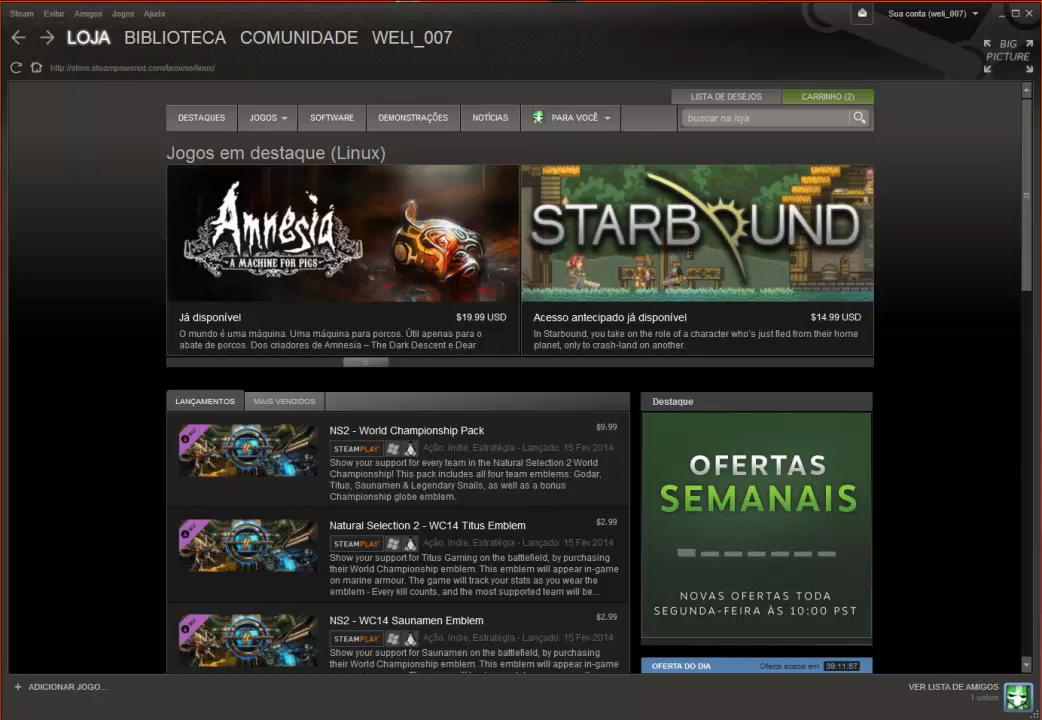 Steam Exibir Amigos Jogos Ajuda
Sua conta (weli_007)
LOJA BIBLIOTECA COMUNIDADE WELI_007
BIG PICTURE
http://store.steampowered.com/browse/linux/
LISTA DE DESEJOS CARRINHO (2)
DESTAQUES JOGOS SOFTWARE DEMONSTRAÇÕES NOTÍCIAS PARA VOCÊ
buscar na loja
Jogos em destaque (Linux)
Amnesia
A MACHINE FOR PIGS
STARBOUND
Já disponível $19.99 USD
O mundo é uma máquina. Uma máquina para porcos. Útil apenas para o
abate de porcos. Dos criadores de Amnesia – The Dark Descent e Dear
Acesso antecipado já disponível $14.99 USD
In Starbound, you take on the role of a character who's just fled from their home
planet, only to crash-land on another.
LANÇAMENTOS MAIS VENDIDOS
NS2 - World Championship Pack $9.99
STEAMPLAY Ação, Indie, Estratégia - Lançado: 15 Fev 2014
Show your support for every team in the Natural Selection 2 World
Championship! This pack includes all four team emblems: Godar,
Titus, Saunamen & Legendary Snails, as well as a bonus
Championship globe emblem.
Natural Selection 2 - WC14 Titus Emblem $2.99
STEAMPLAY Ação, Indie, Estratégia - Lançado: 15 Fev 2014
Show your support for Titus Gaming on the battlefield, by purchasing
their World Championship emblem. This emblem will appear in-game
on marine armour. The game will track your stats as you wear the
emblem - Every kill counts, and the most supported team will be...
NS2 - WC14 Saunamen Emblem $2.99
STEAMPLAY Ação, Indie, Estratégia - Lançado: 15 Fev 2014
Show your support for Saunamen on the battlefield, by purchasing
their World Championship emblem. This emblem will appear in-game
Destaque
OFERTAS
SEMANAIS
NOVAS OFERTAS TODA
SEGUNDA-FEIRA ÀS 10:00 PST
OFERTA DO DIA Oferta acaba em 39:11:57
+ ADICIONAR JOGO...
VER LISTA DE AMIGOS
1 online